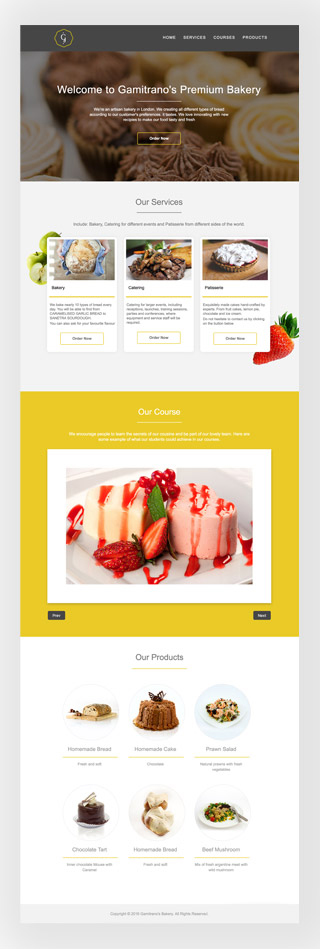 HOME SERVICES COURSES PRODUCTS
Welcome to Gamitrano's Premium Bakery
We're an artisan bakery in London. We creating all different types of bread
according to our customer's preferences. It bakes. We love innovating with new
recipes to make our food tasty and fresh
Order Now
Our Services
Include: Bakery, Catering for different events and Patisserie from different sides of the world.
Bakery
We bake nearly 10 types of bread every
day. You will be able to find from
CARAMELISED GARLIC BREAD to
SANETRA SOURDOUGH.
You can also ask for your favourite flavour
Order Now
Catering
Catering for larger events, including
receptions, launches, training sessions,
parties and conferences, where
equipment and service staff will be
required.
Order Now
Patisserie
Exquisitely made cakes hand-crafted by
experts. From fruit cakes, lemon pie,
chocolate and ice cream.
Do not hesitate to contact us by clicking
on the button below
Order Now
Our Course
We encourage people to learn the secrets of our cuisine and be part of our lovely team. Here are
some example of what our students could achieve in our courses.
Prev
Next
Our Products
Homemade Bread
Fresh and soft
Homemade Cake
Chocolate
Prawn Salad
Natural prawns with fresh
vegetables
Chocolate Tart
Inner chocolate Mouse with
Caramel
Homemade Bread
Fresh and soft
Beef Mushroom
Mix of fresh argentina meat with
wild mushroom
Copyright © 2019 Gamitrano's Bakery. All Rights Reserved.